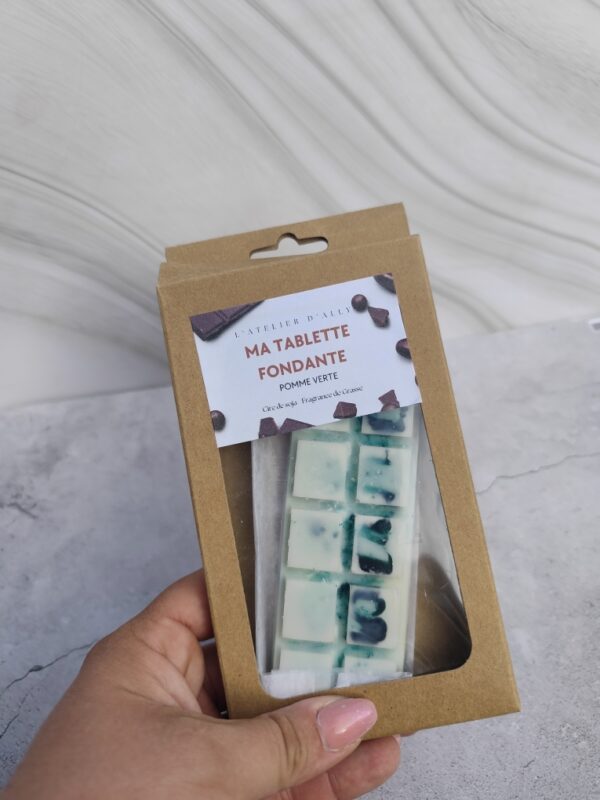 L'ATELIER D'ALLY
MA TABLETTE
FONDANTE
POMME VERTE
Cire de soja Fragrance de Grasse